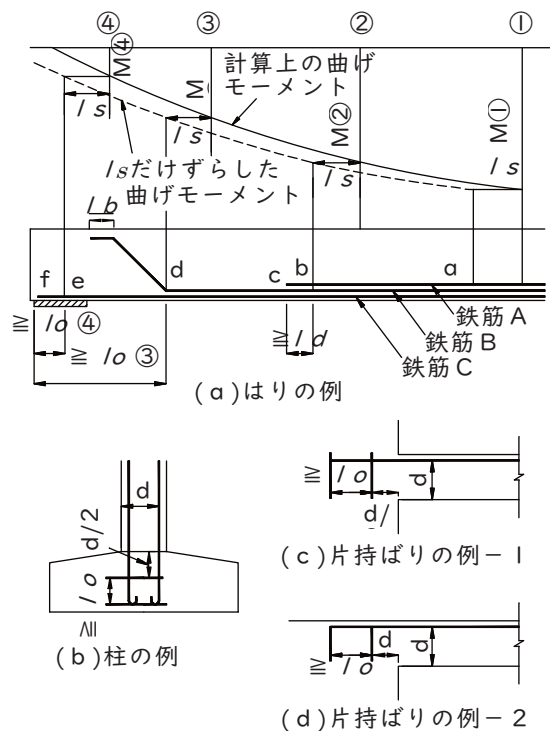 ④ ③ ② ①
M④
計算上の曲げ
モーメント
M(
M②
M①
ls
ls
ls
ls
lsだけずらした
曲げモーメント
lb
d
f e c b a
鉄筋A
≧ lo ④
≧ ld
鉄筋B
≧ lo ③
鉄筋C
(a)はりの例
d
d/2
lo
≧
(b)柱の例
≧ lo
d/
d
(c)片持ばりの例-1
≧ lo
d
d
(d)片持ばりの例-2